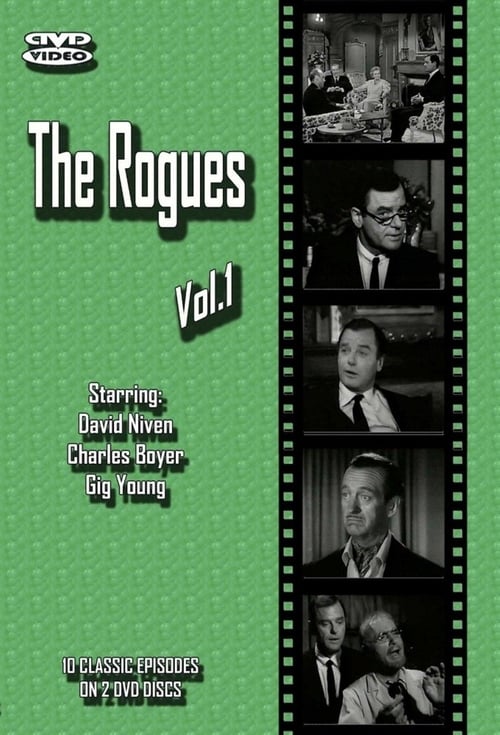 DVD
VIDEO
The Rogues
Vol.1
Starring:
David Niven
Charles Boyer
Gig Young
10 CLASSIC EPISODES
ON 2 DVD DISCS